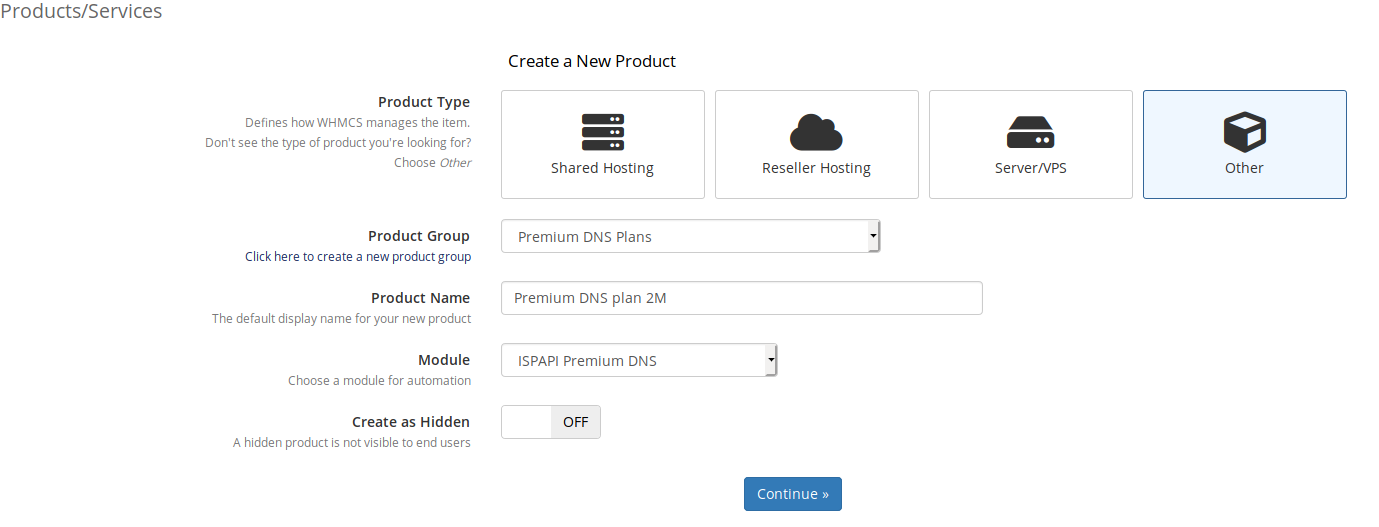 Products/Services
Create a New Product
Product Type
Defines how WHMCS manages the item.
Don't see the type of product you're looking for?
Choose Other
Shared Hosting
Reseller Hosting
Server/VPS
Other
Product Group
Click here to create a new product group
Premium DNS Plans
Product Name
The default display name for your new product
Premium DNS plan 2M
Module
Choose a module for automation
ISPAPI Premium DNS
Create as Hidden
A hidden product is not visible to end users
OFF
Continue »